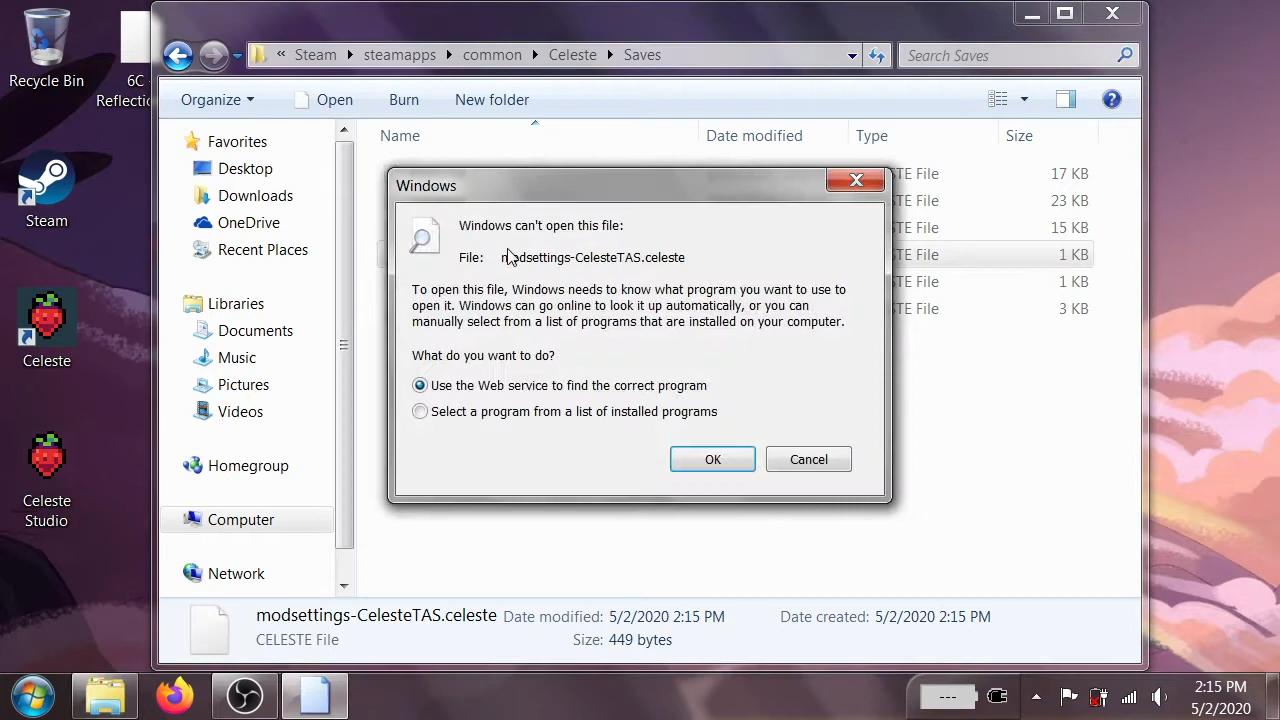 Recycle Bin
6C -
Reflectio
Steam
Celeste
Celeste
Studio
« Steam steamapps common Celeste Saves
Search Saves
Organize Open Burn New folder
Name Date modified Type Size
Favorites
Desktop
Downloads
OneDrive
Recent Places
Libraries
Documents
Music
Pictures
Videos
Homegroup
Computer
Network
STE File 17 KB
STE File 23 KB
STE File 15 KB
STE File 1 KB
STE File 1 KB
STE File 3 KB
Windows
Windows can't open this file:
File: modsettings-CelesteTAS.celeste
To open this file, Windows needs to know what program you want to use to
open it. Windows can go online to look it up automatically, or you can
manually select from a list of programs that are installed on your computer.
What do you want to do?
Use the Web service to find the correct program
Select a program from a list of installed programs
OK Cancel
modsettings-CelesteTAS.celeste Date modified: 5/2/2020 2:15 PM Date created: 5/2/2020 2:15 PM
CELESTE File Size: 449 bytes
---
2:15 PM
5/2/2020